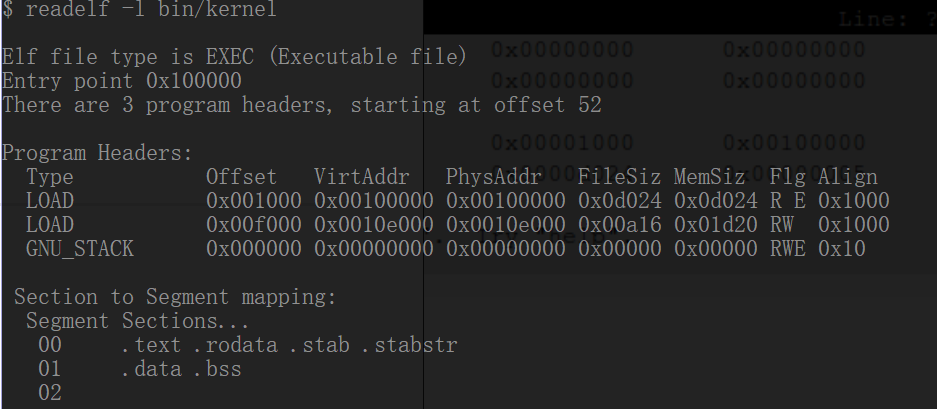 $ readelf -l bin/kernel
Line: ?
Elf file type is EXEC (Executable file)
0x00000000 0x00000000
Entry point 0x100000
0x00000000 0x00000000
There are 3 program headers, starting at offset 52
0x00001000 0x00100000
Program Headers:
Type Offset VirtAddr PhysAddr FileSiz MemSiz Flg Align
LOAD 0x001000 0x00100000 0x00100000 0x0d024 0x0d024 R E 0x1000
LOAD 0x00f000 0x0010e000 0x0010e000 0x00a16 0x01d20 RW 0x1000
GNU_STACK 0x000000 0x00000000 0x00000000 0x00000 0x00000 RWE 0x10
Section to Segment mapping:
Segment Sections...
00 .text .rodata .stab .stabstr
01 .data .bss
02